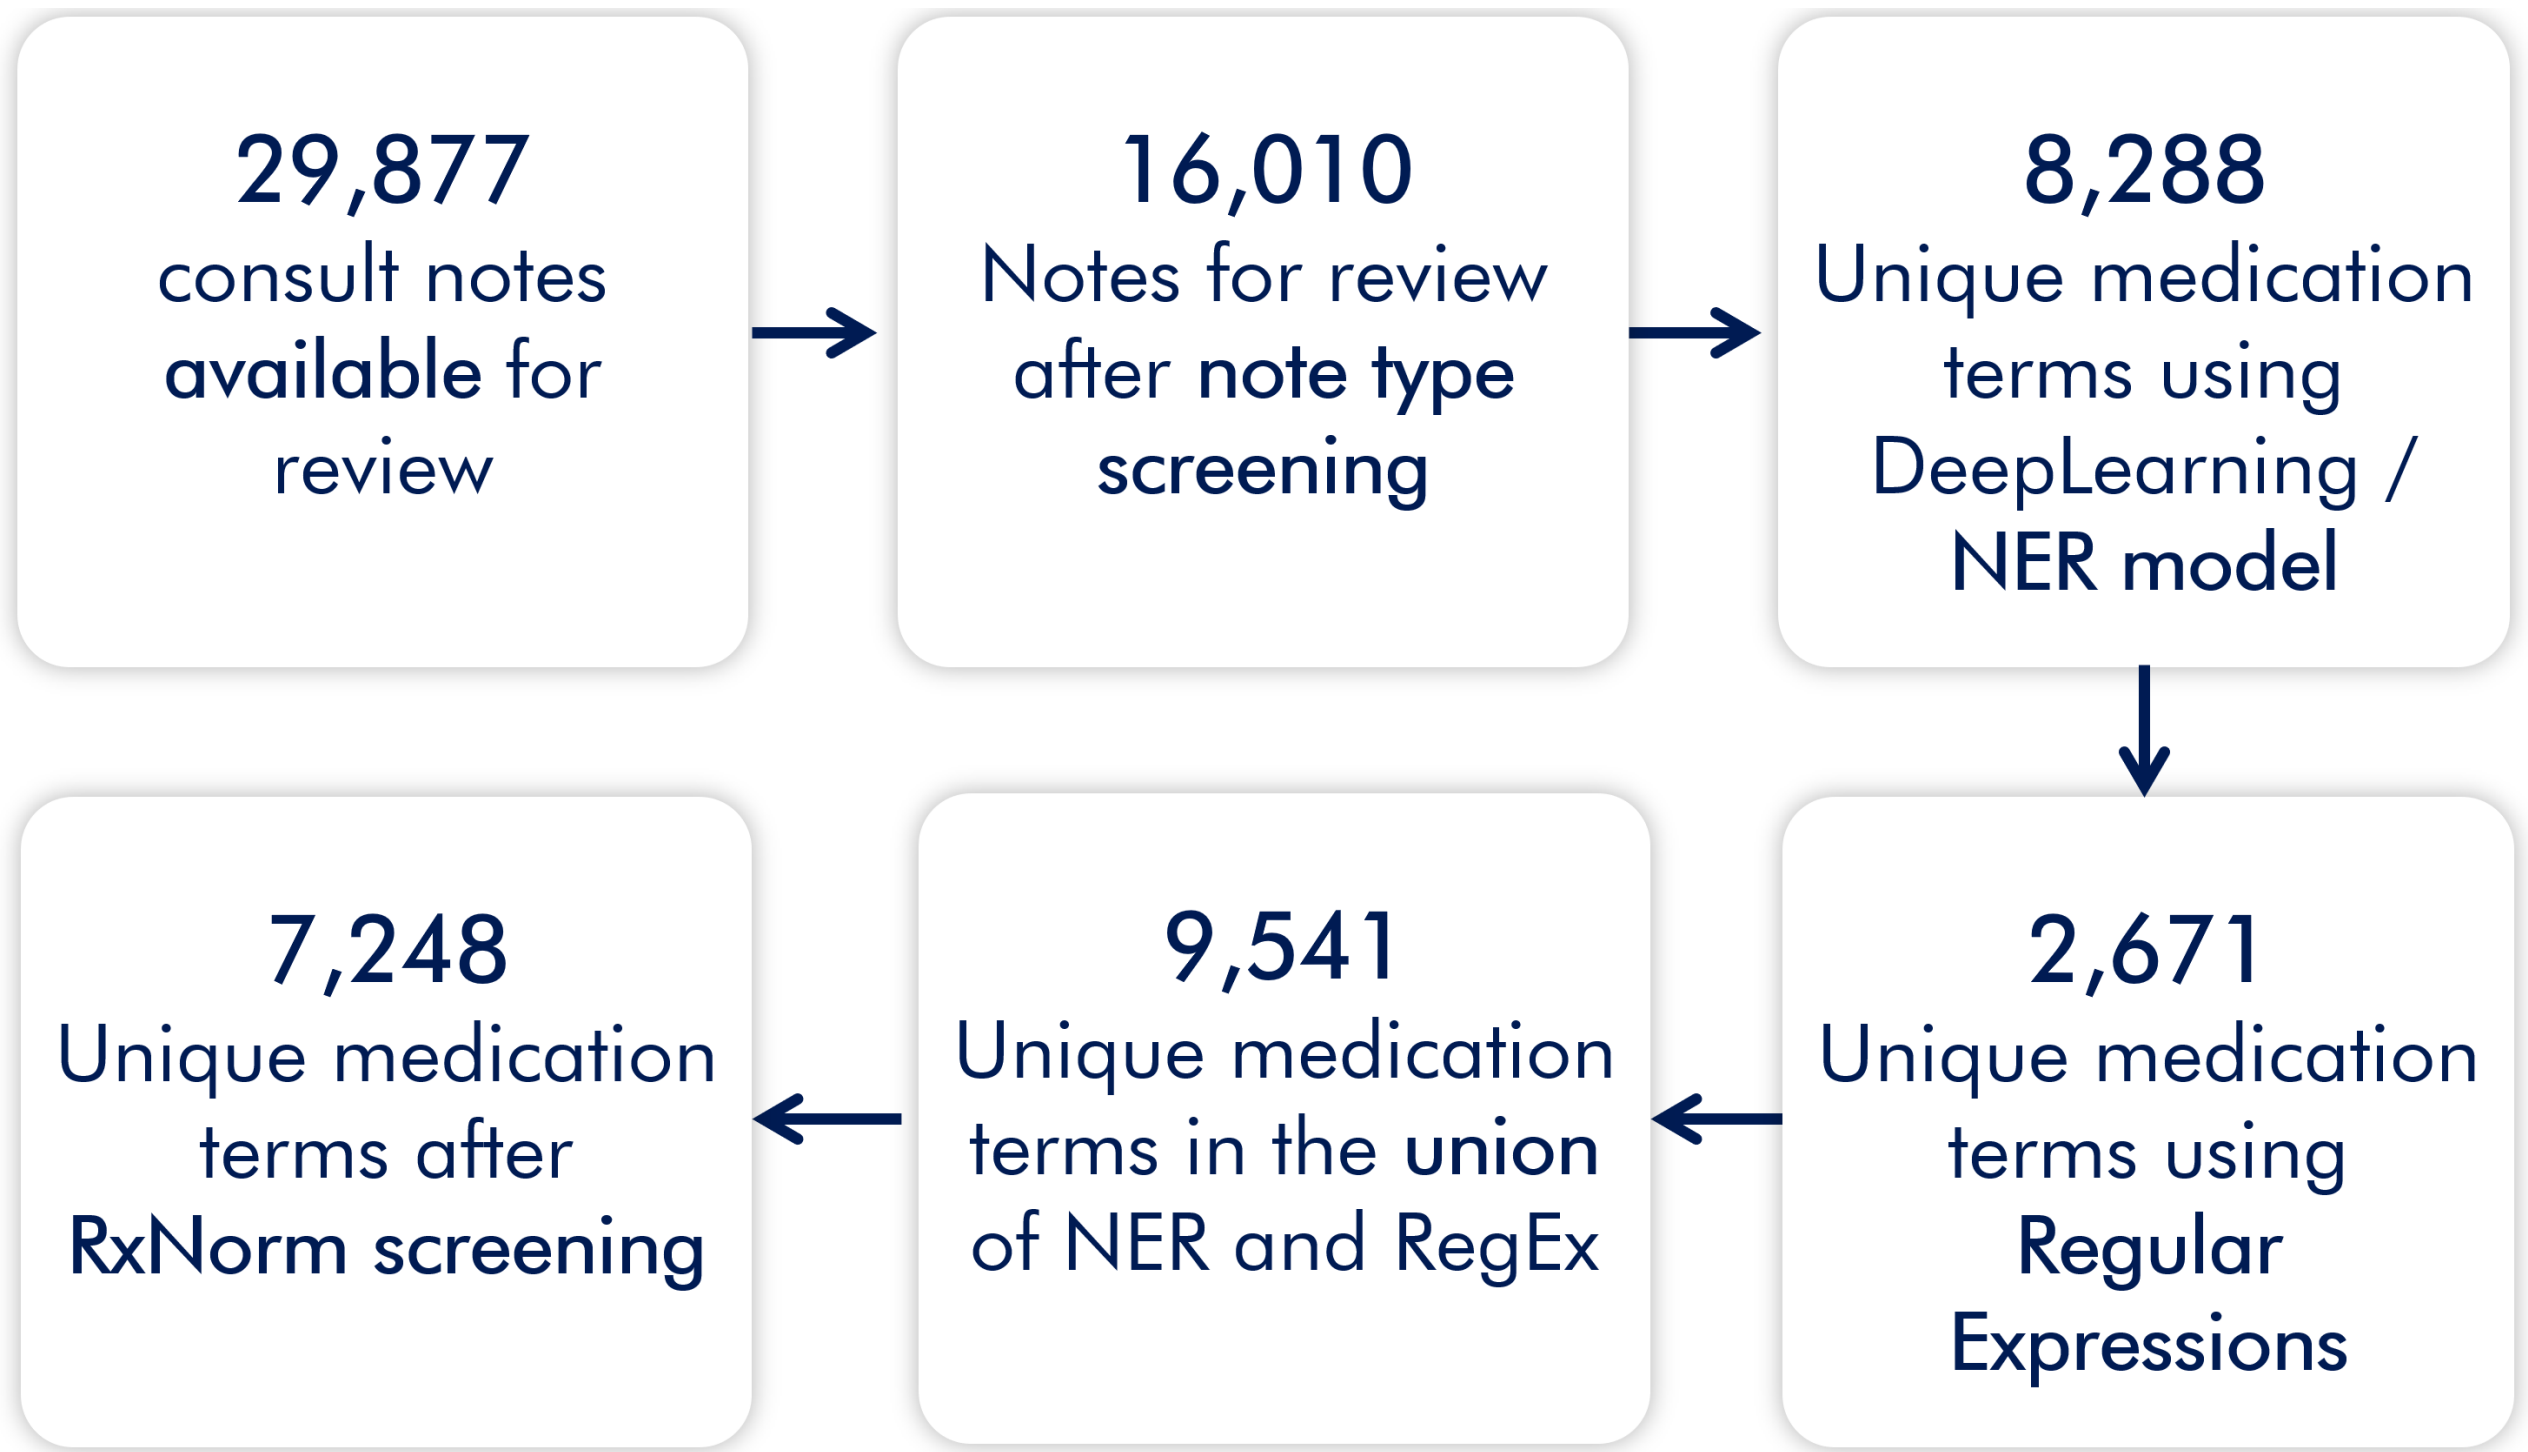 29,877
consult notes
available for
review
16,010
Notes for review
after note type
screening
8,288
Unique medication
terms using
DeepLearning /
NER model
2,671
Unique medication
terms using
Regular
Expressions
9,541
Unique medication
terms in the union
of NER and RegEx
7,248
Unique medication
terms after
RxNorm screening